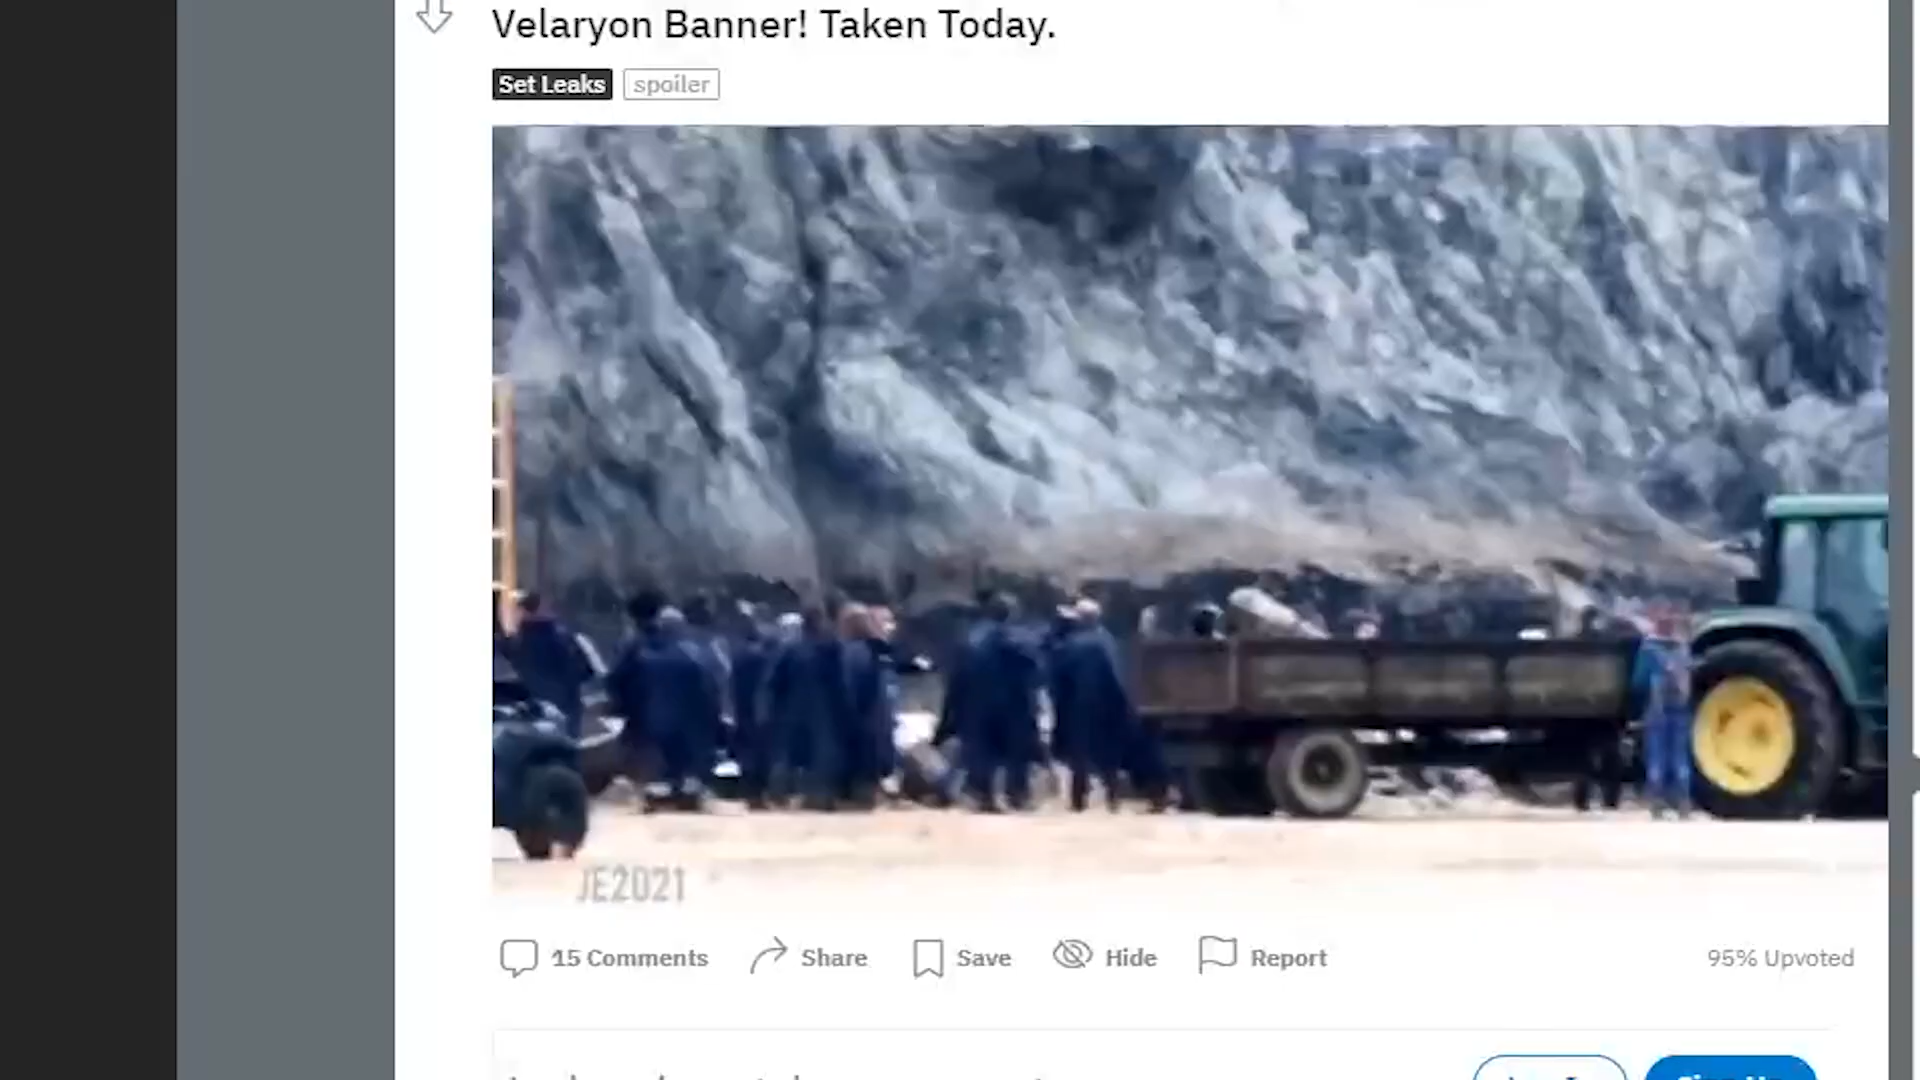 Velaryon Banner! Taken Today.
Set Leaks spoiler
JE2021
15 Comments Share Save Hide Report 95% Upvoted